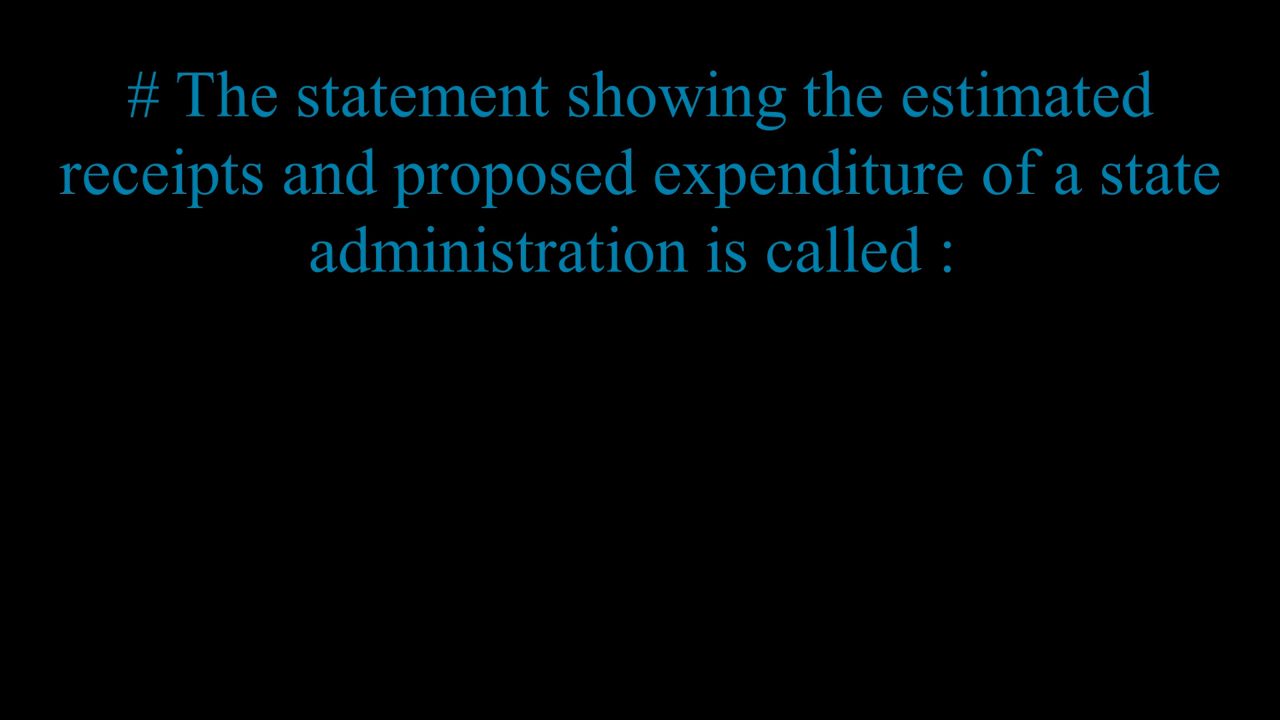 # The statement showing the estimated
receipts and proposed expenditure of a state
administration is called :